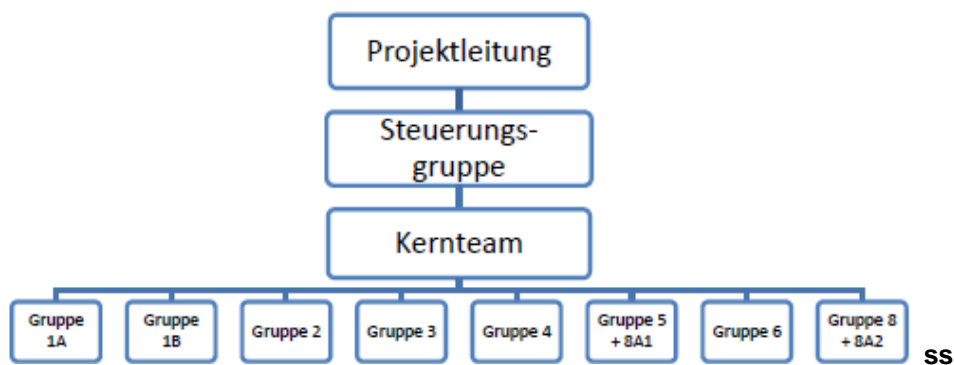 Projektleitung
Steuerungs-
gruppe
Kernteam
Gruppe
1A
Gruppe
1B
Gruppe 2
Gruppe 3
Gruppe 4
Gruppe 5
+ 8A1
Gruppe 6
Gruppe 8
+ 8A2
ss